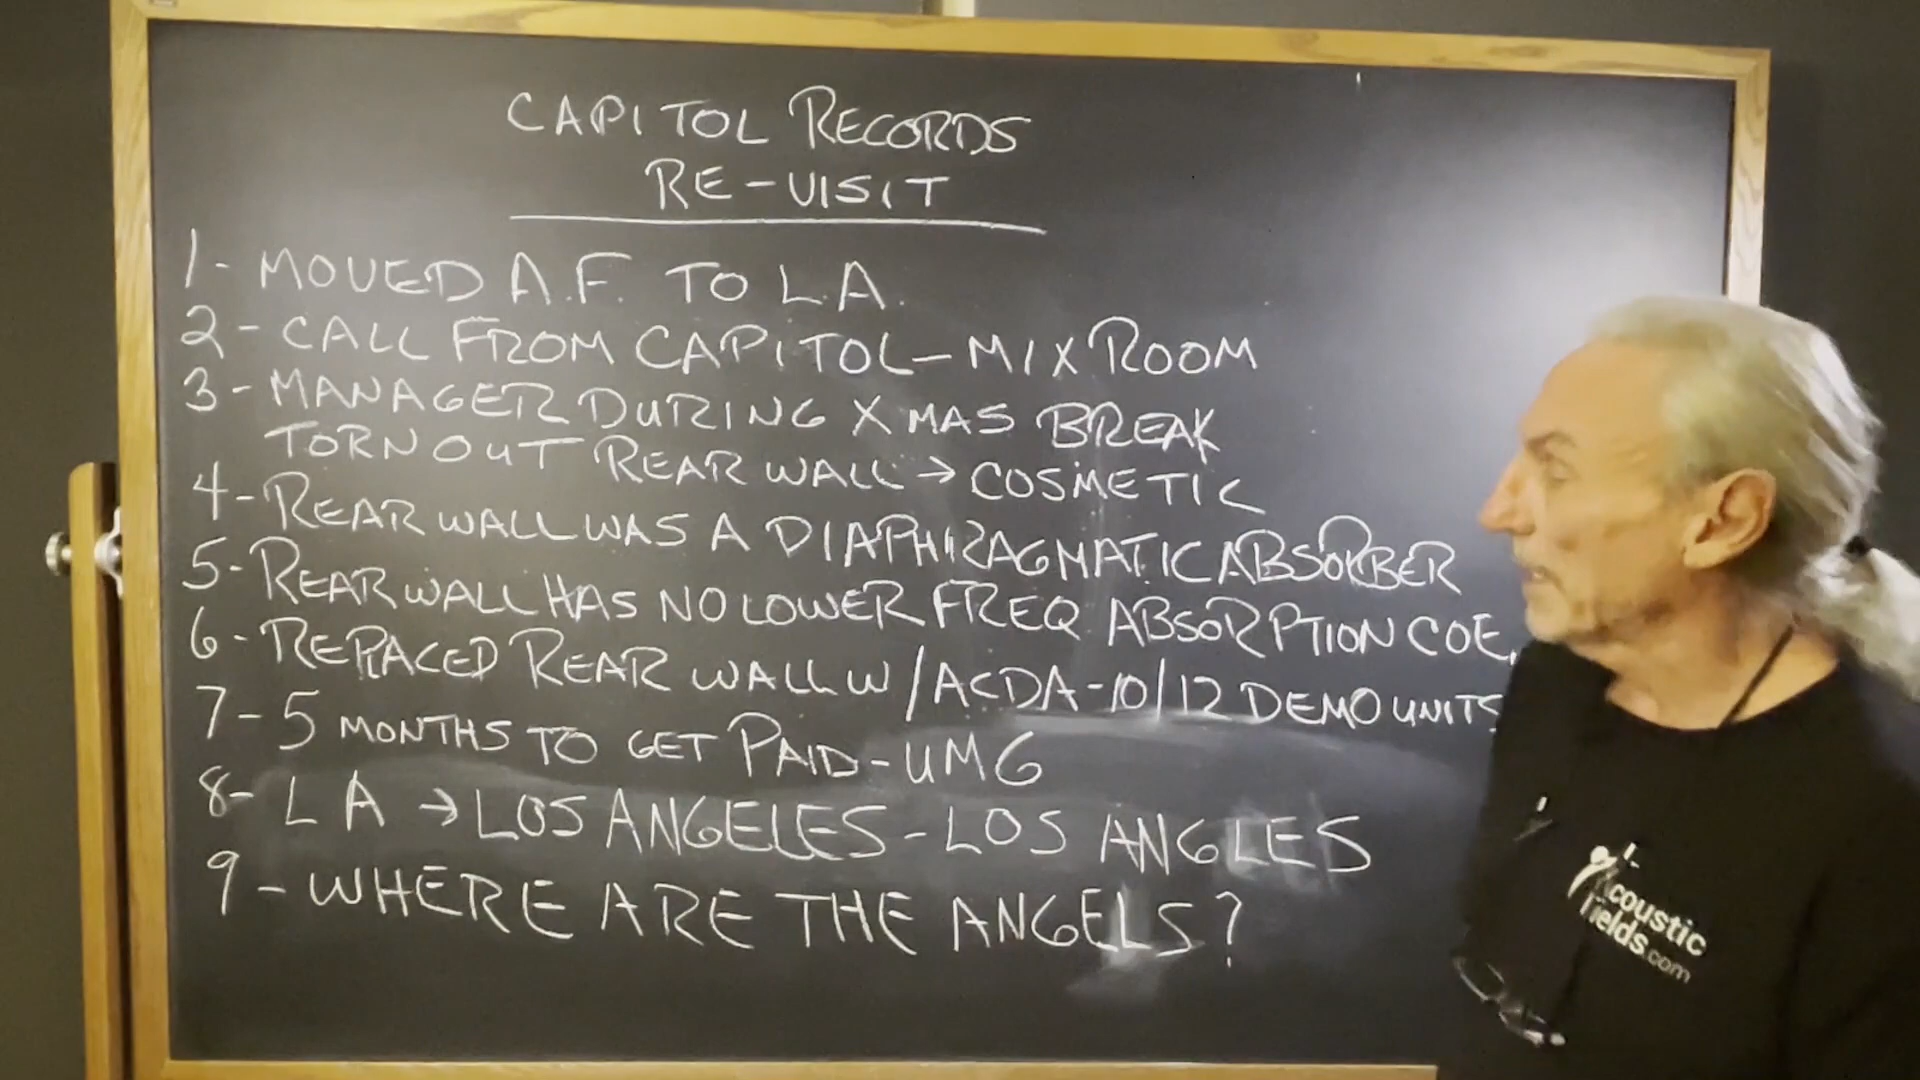 CAPITOL RECORDS
RE-VISIT
1- MOVED A.F. TO L.A.
2- CALL FROM CAPITOL - MIX ROOM
3- MANAGER DURING XMAS BREAK
TORN OUT REAR WALL → COSMETIC
4- REAR WALL WAS A DIAPHRAGMATIC ABSORBER
5- REAR WALL HAS NO LOWER FREQ ABSORPTION COE.
6- REPLACED REAR WALL W/ACDA-10/12 DEMO UNITS
7- 5 MONTHS TO GET PAID - UMG
8- LA → LOS ANGELES - LOS ANGLES
9- WHERE ARE THE ANGELS?
Acoustic
Fields.com